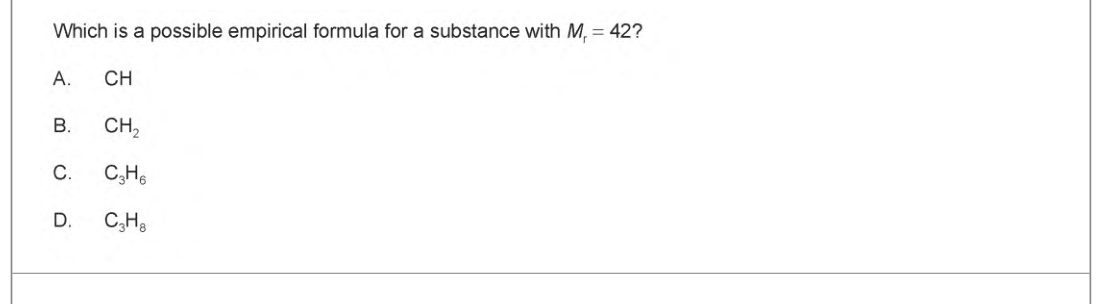 Which is a possible empirical formula for a substance with Mᵣ = 42?
A. CH
B. CH₂
C. C₃H₆
D. C₃H₈